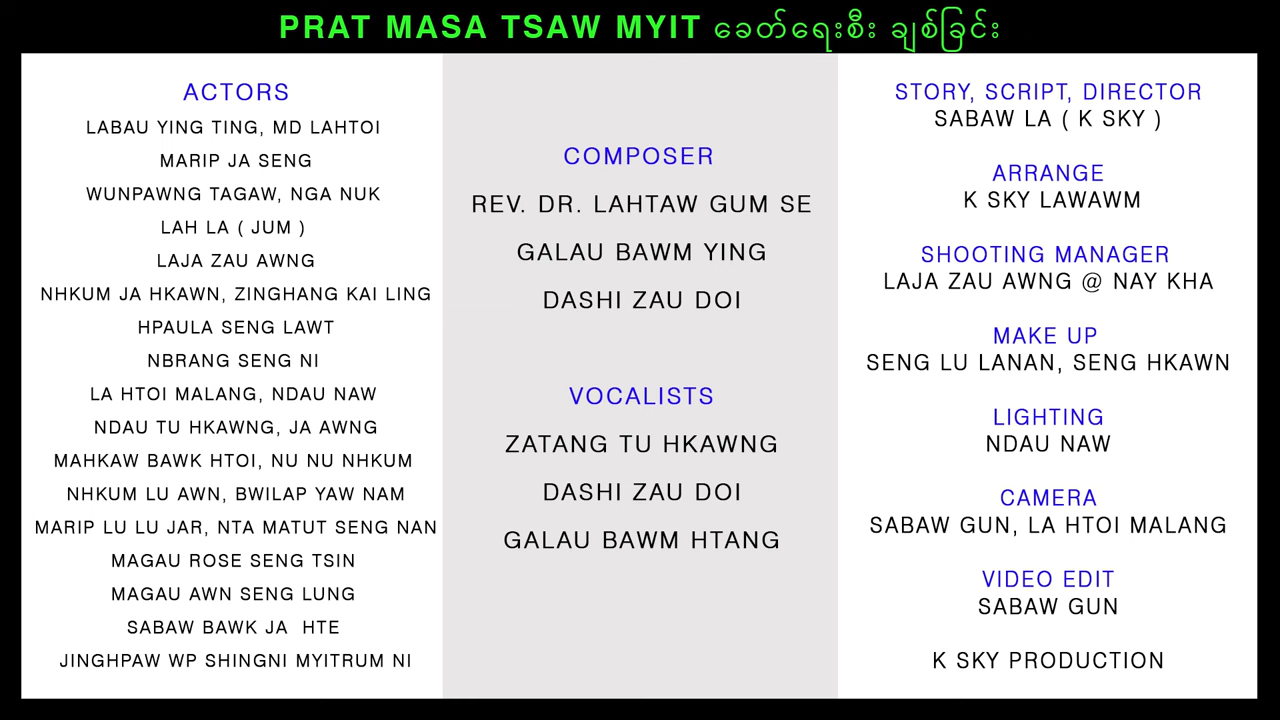 PRAT MASA TSAW MYIT ခေတ်ရေးစီး ချစ်ခြင်း
ACTORS
LABAU YING TING, MD LAHTOI
MARIP JA SENG
WUNPAWNG TAGAW, NGA NUK
LAH LA ( JUM )
LAJA ZAU AWNG
NHKUM JA HKAWN, ZINGHANG KAI LING
HPAULA SENG LAWT
NBRANG SENG NI
LA HTOI MALANG, NDAU NAW
NDAU TU HKAWNG, JA AWNG
MAHKAW BAWK HTOI, NU NU NHKUM
NHKUM LU AWN, BWILAP YAW NAM
MARIP LU LU JAR, NTA MATUT SENG NAN
MAGAU ROSE SENG TSIN
MAGAU AWN SENG LUNG
SABAW BAWK JA  HTE
JINGHPAW WP SHINGNI MYITRUM NI
COMPOSER
REV. DR. LAHTAW GUM SE
GALAU BAWM YING
DASHI ZAU DOI
VOCALISTS
ZATANG TU HKAWNG
DASHI ZAU DOI
GALAU BAWM HTANG
STORY, SCRIPT, DIRECTOR
SABAW LA ( K SKY )
ARRANGE
K SKY LAWAWM
SHOOTING MANAGER
LAJA ZAU AWNG @ NAY KHA
MAKE UP
SENG LU LANAN, SENG HKAWN
LIGHTING
NDAU NAW
CAMERA
SABAW GUN, LA HTOI MALANG
VIDEO EDIT
SABAW GUN
K SKY PRODUCTION